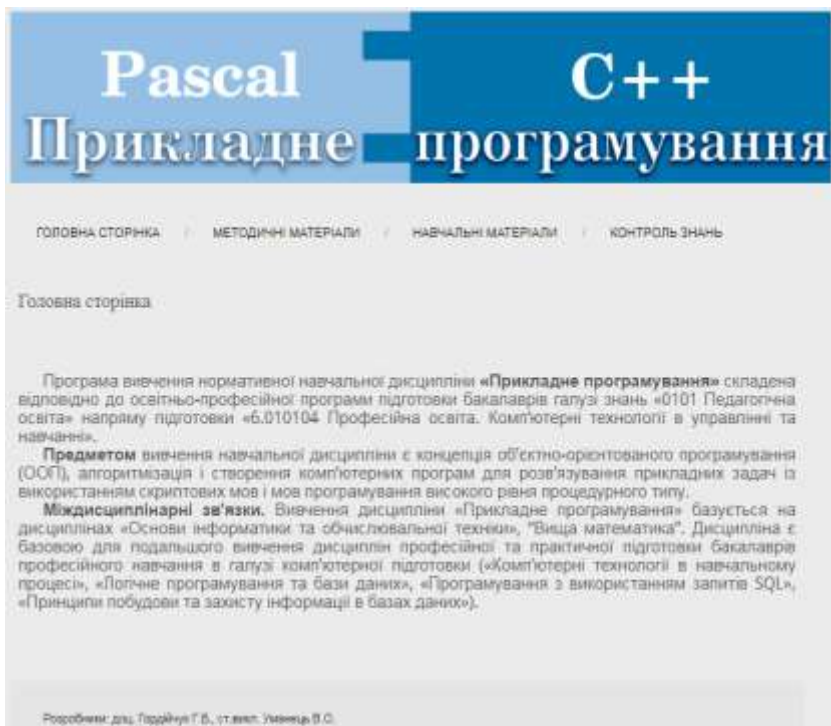 Pascal C++
Прикладне програмування
ГОЛОВНА СТОРІНКА / МЕТОДИЧНІ МАТЕРІАЛИ / НАВЧАЛЬНІ МАТЕРІАЛИ / КОНТРОЛЬ ЗНАНЬ
Головна сторінка
Програма вивчення нормативної навчальної дисципліни «Прикладне програмування» складена
відповідно до освітньо-професійної програми підготовки бакалаврів галузі знань «0101 Педагогічна
освіта» напряму підготовки «6.010104 Професійна освіта. Комп'ютерні технології в управлінні та
навчанні».
Предметом вивчення навчальної дисципліни є концепція об'єктно-орієнтованого програмування
(ООП), алгоритмізація і створення комп'ютерних програм для розв'язування прикладних задач із
використанням скриптових мов і мов програмування високого рівня процедурного типу.
Міждисциплінарні зв'язки. Вивчення дисципліни «Прикладне програмування» базується на
дисциплінах «Основи інформатики та обчислювальної техніки», "Вища математика". Дисципліна є
базовою для подальшого вивчення дисциплін професійної та практичної підготовки бакалаврів
професійного навчання в галузі комп'ютерної підготовки («Комп'ютерні технології в навчальному
процесі», «Логічне програмування та бази даних», «Програмування з використанням запитів SQL»,
«Принципи побудови та захисту інформації в базах даних»).
Розробники: доц. Гордійчук Г.Б., ст.викл. Уманець В.О.